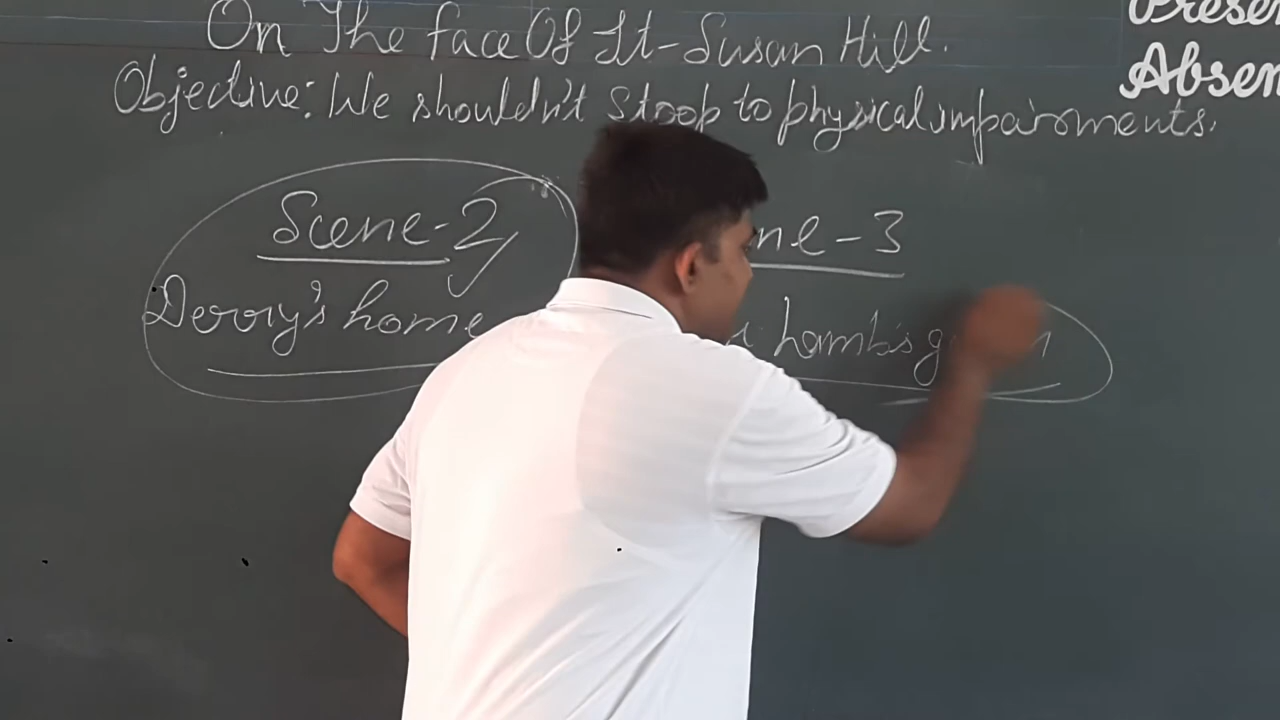 On The Face Of It-Susan Hill.
Presen
Absen
Objective: We shouldn't stoop to physical impairments.
Scene-2
ne-3
Derry's home
Lamb's g